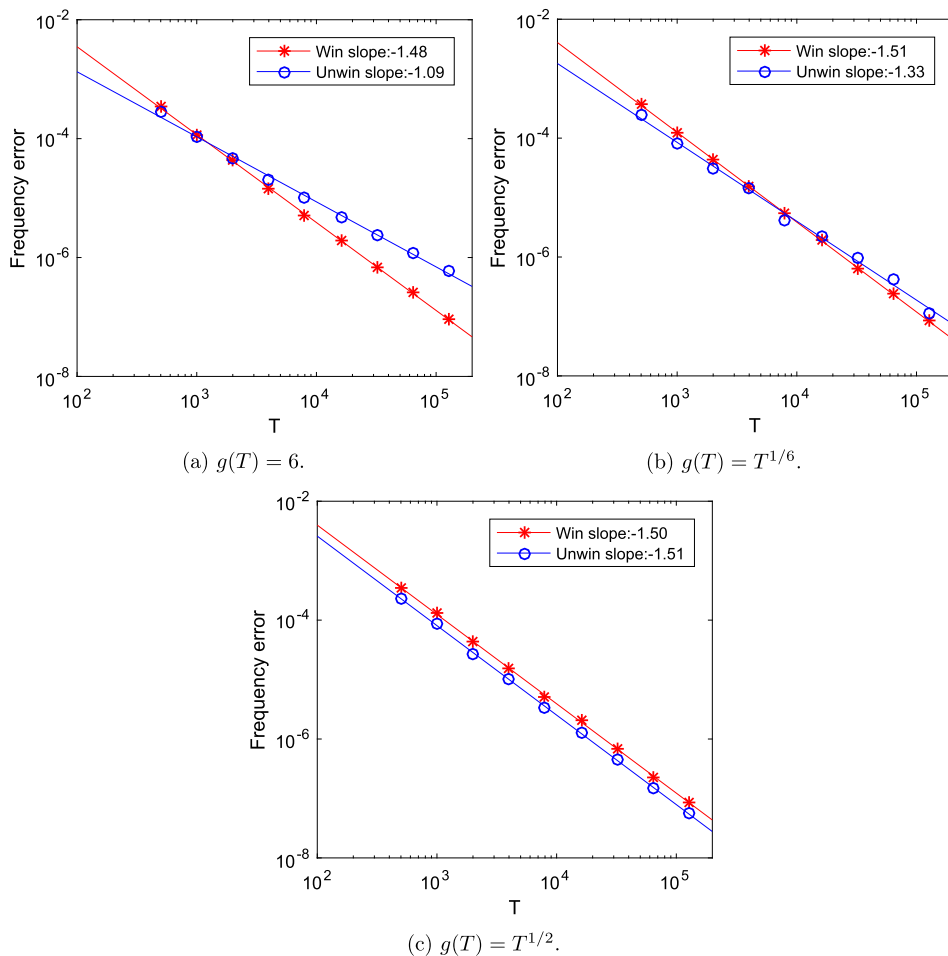 10^-2
10^-4
10^-6
10^-8
Frequency error
10^2
10^3
10^4
10^5
T
Win slope:-1.48
Unwin slope:-1.09
(a) g(T) = 6.
10^-2
10^-4
10^-6
10^-8
Frequency error
10^2
10^3
10^4
10^5
T
Win slope:-1.51
Unwin slope:-1.33
(b) g(T) = T^1/6.
10^-2
10^-4
10^-6
10^-8
Frequency error
10^2
10^3
10^4
10^5
T
Win slope:-1.50
Unwin slope:-1.51
(c) g(T) = T^1/2.